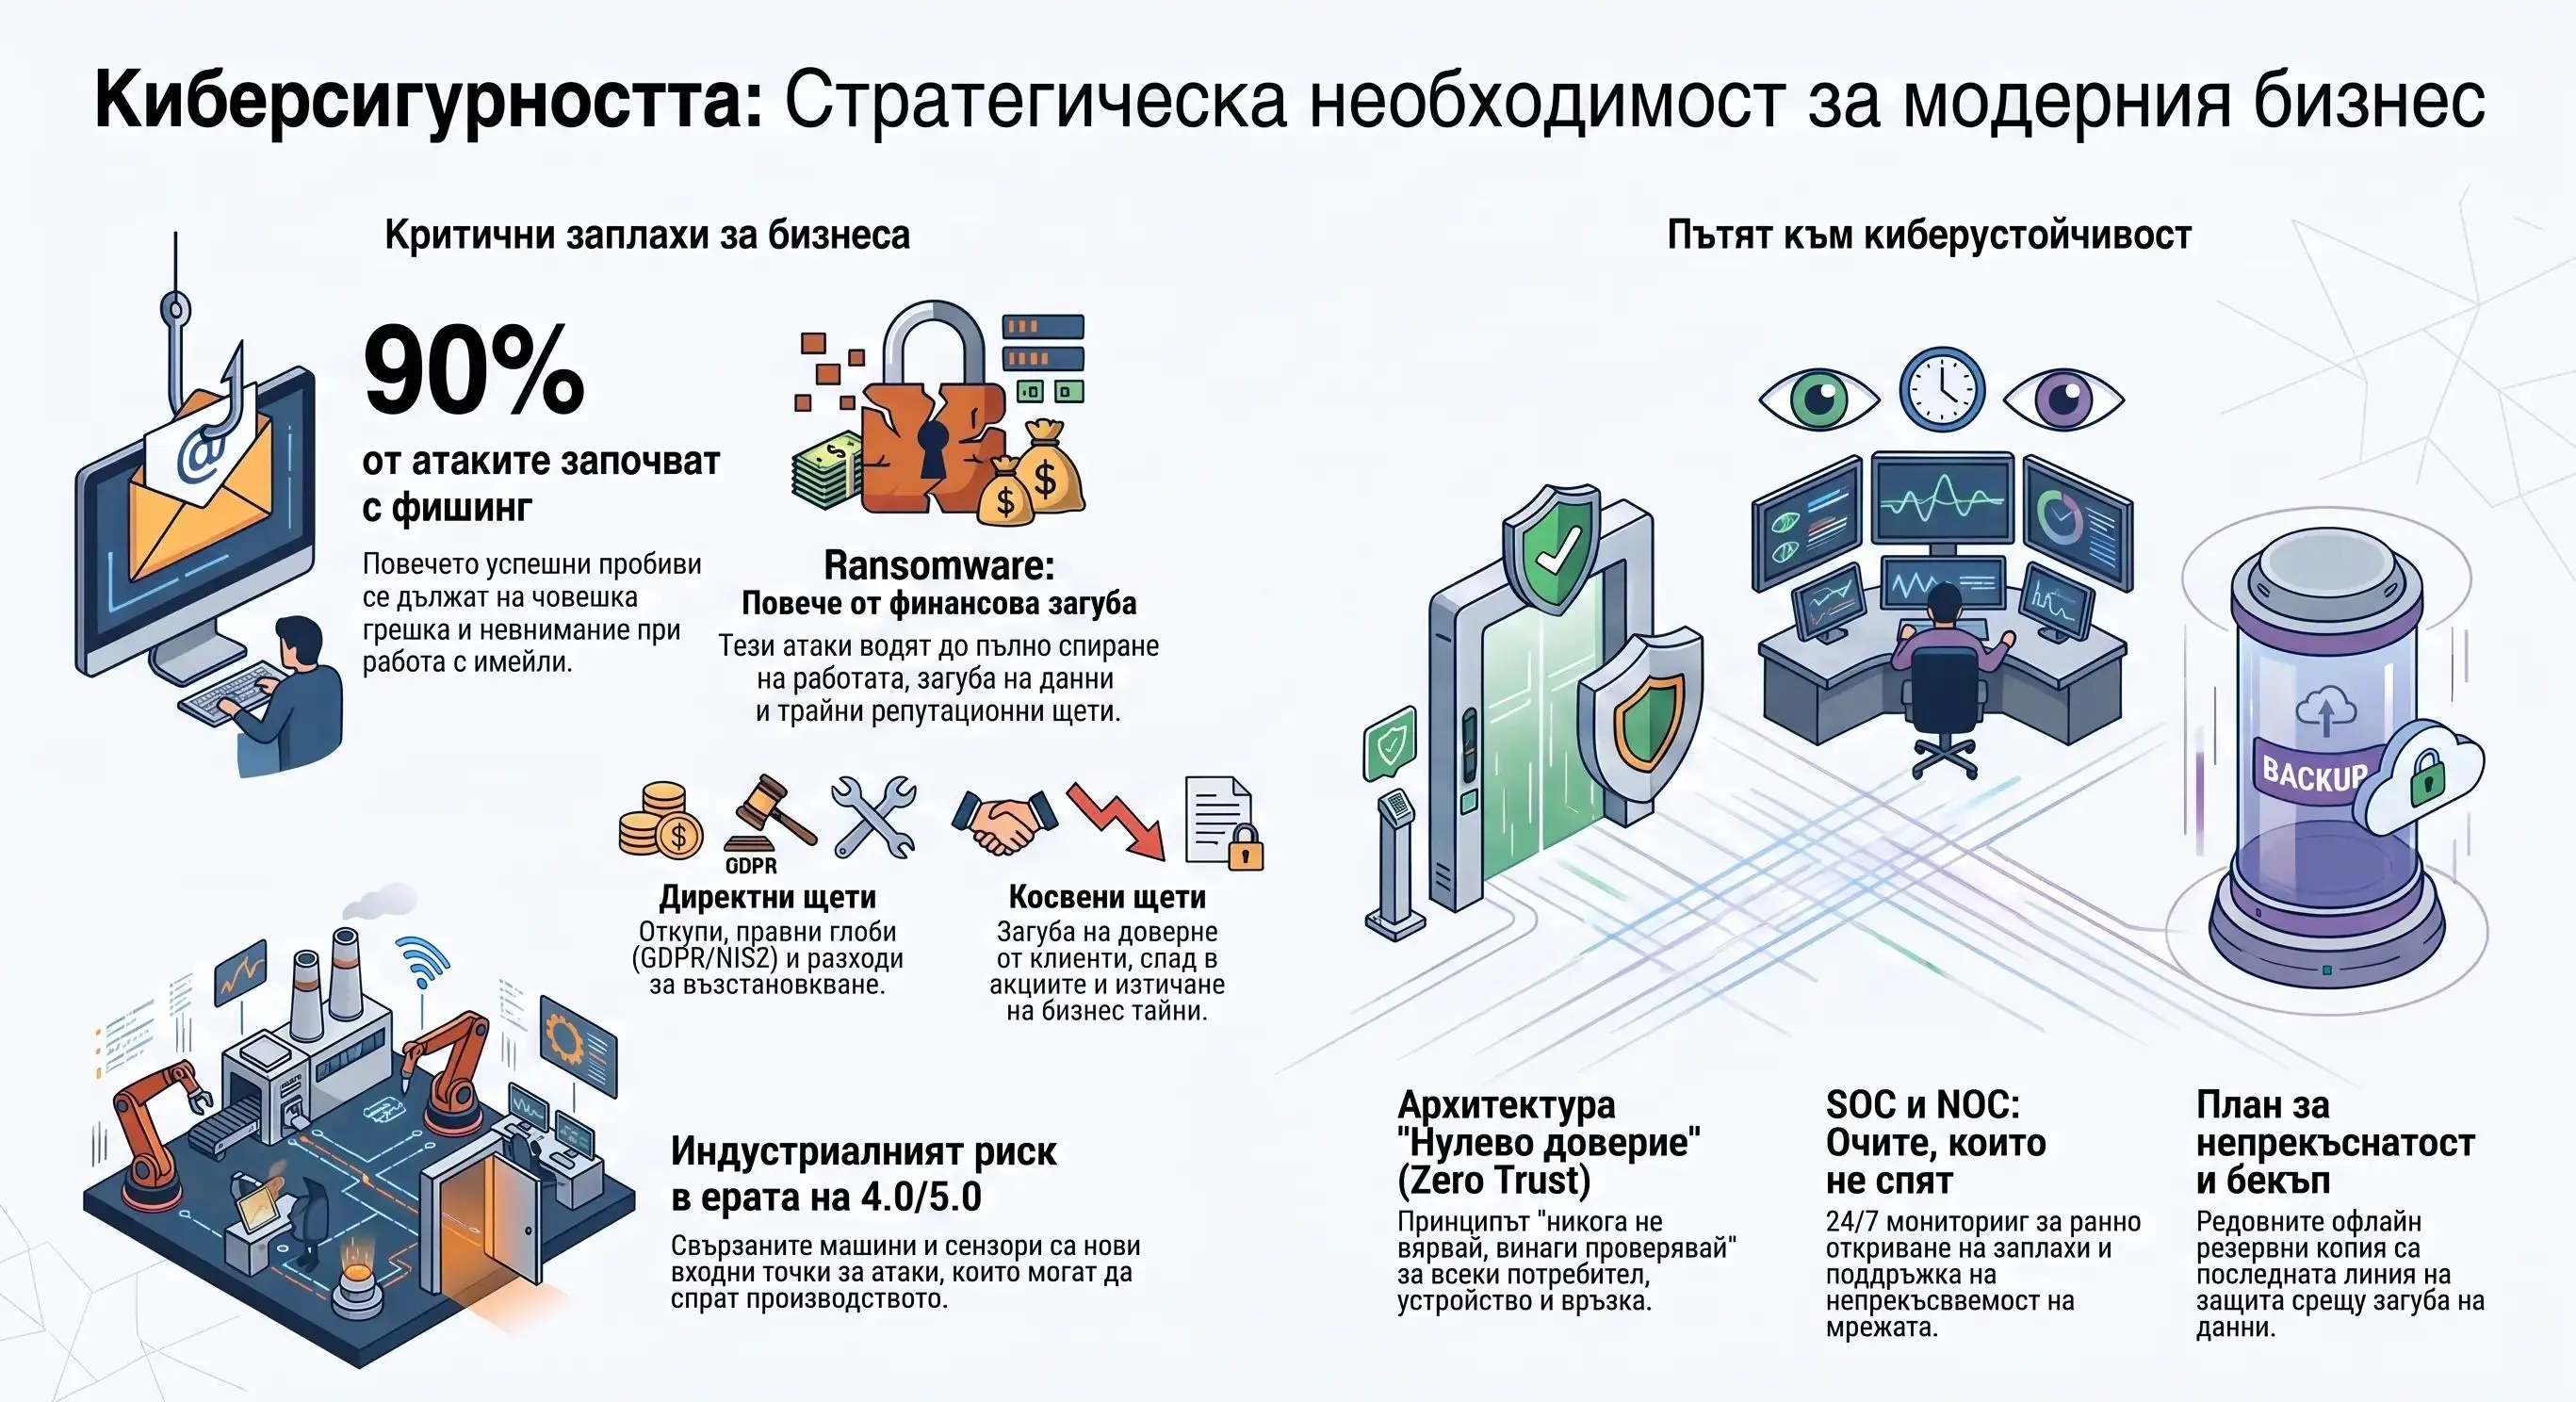 Киберсигурността: Стратегическа необходимост за модерния бизнес
Критични заплахи за бизнеса
90%
от атаките започват
с фишинг
Повечето успешни пробиви
се дължат на човешка
грешка и невнимание при
работа с имейли.
Ransomware:
Повече от финансова загуба
Тези атаки водят до пълно спиране
на работата, загуба на данни
и трайни репутационни щети.
GDPR
Директни щети
Откупи, правни глоби
(GDPR/NIS2) и разходи
за възстановкване.
Косвени щети
Загуба на доверне
от клиенти, спад в
акциите и изтичане
на бизнес тайни.
Индустриалният риск
в ерата на 4.0/5.0
Свързаните машини и сензори са нови
входни точки за атаки, които могат да
спрат производството.
Пътят към киберустойчивост
BACKUP
Архитектура
"Нулево доверие"
(Zero Trust)
Принципът "никога не
вярвай, винаги проверявай"
за всеки потребител,
устройство и връзка.
SOC и NOC:
Очите, които
не спят
24/7 мониториıг за ранно
откриване на заплахи и
поддръжка на
непрекъсввемост на
мрежата.
План за
непрекъснатост
и бекъп
Редовните офлайн
резервни копия са
последната линия на
защита срещу загуба на
данни.